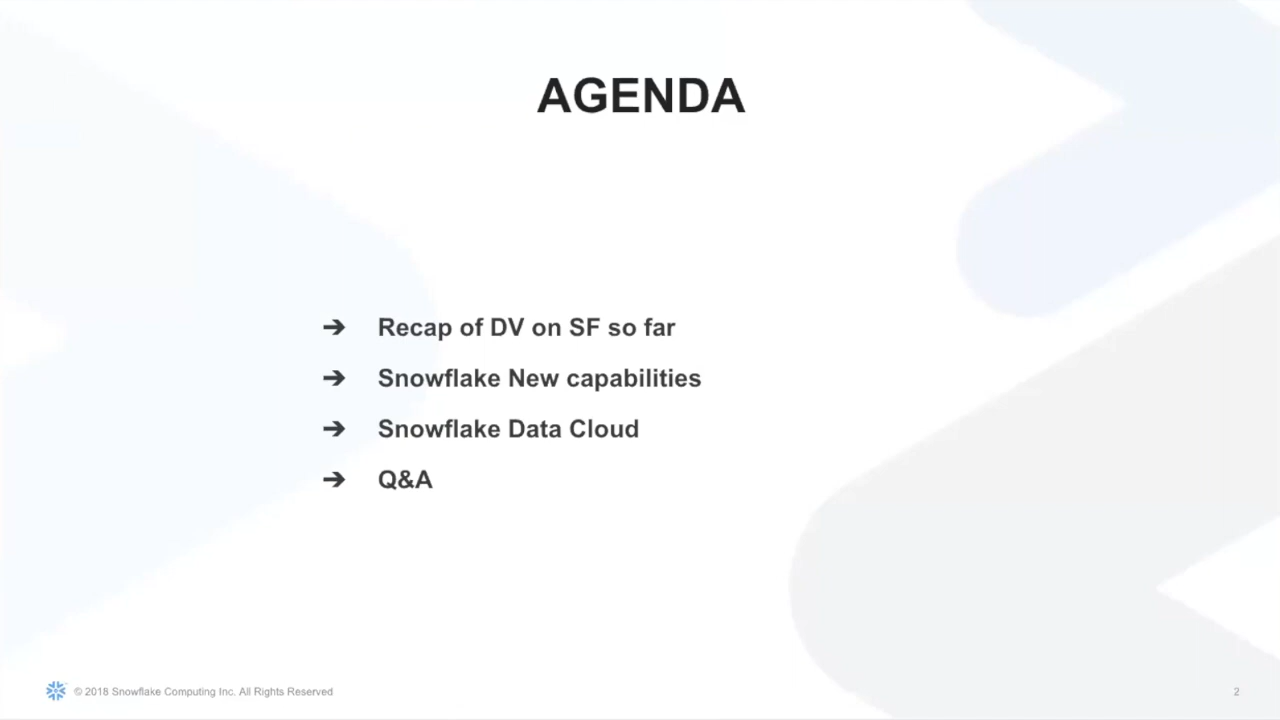 AGENDA
➔ Recap of DV on SF so far
➔ Snowflake New capabilities
➔ Snowflake Data Cloud
➔ Q&A
© 2018 Snowflake Computing Inc. All Rights Reserved
2